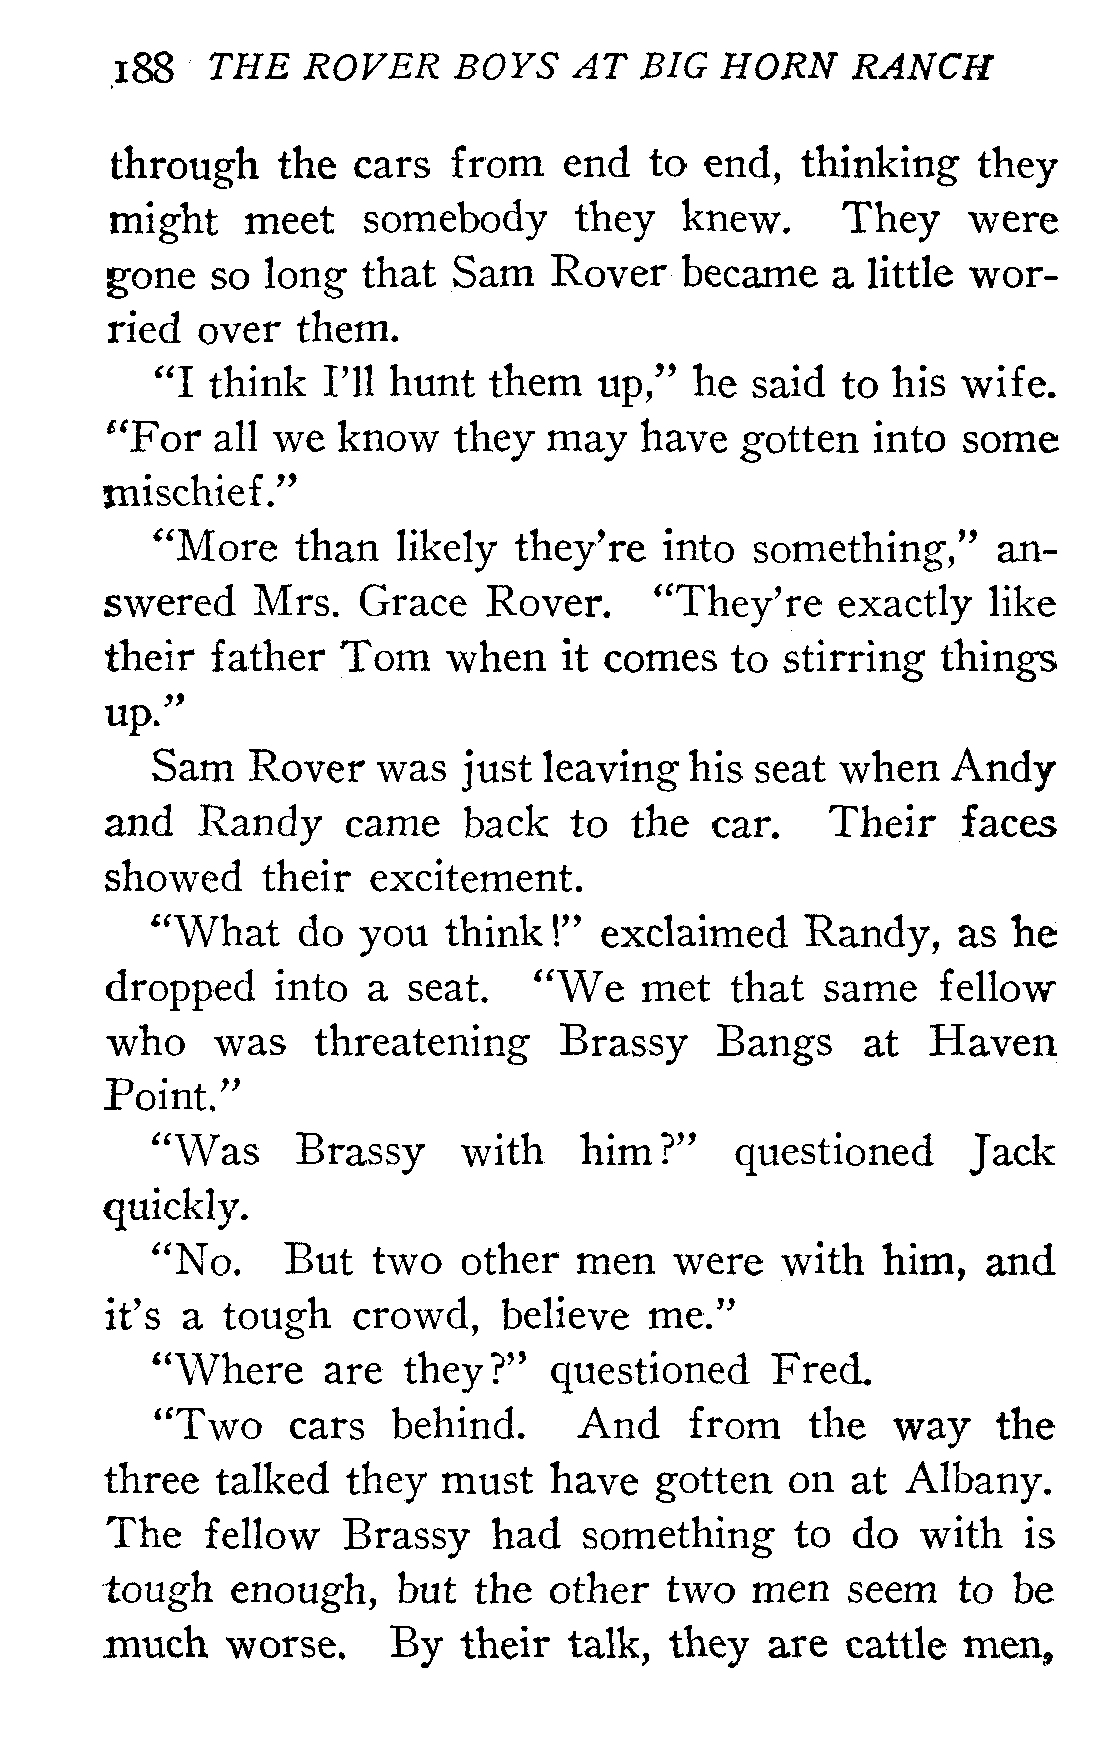 188 THE ROVER BOYS AT BIG HORN RANCH
through the cars from end to end, thinking they
might meet somebody they knew. They were
gone so long that Sam Rover became a little wor-
ried over them.
"I think I'll hunt them up," he said to his wife.
"For all we know they may have gotten into some
mischief."
"More than likely they're into something," an-
swered Mrs. Grace Rover. "They're exactly like
their father Tom when it comes to stirring things
up."
Sam Rover was just leaving his seat when Andy
and Randy came back to the car. Their faces
showed their excitement.
"What do you think!" exclaimed Randy, as he
dropped into a seat. "We met that same fellow
who was threatening Brassy Bangs at Haven
Point."
"Was Brassy with him?" questioned Jack
quickly.
"No. But two other men were with him, and
it's a tough crowd, believe me."
"Where are they?" questioned Fred.
"Two cars behind. And from the way the
three talked they must have gotten on at Albany.
The fellow Brassy had something to do with is
tough enough, but the other two men seem to be
much worse. By their talk, they are cattle men,